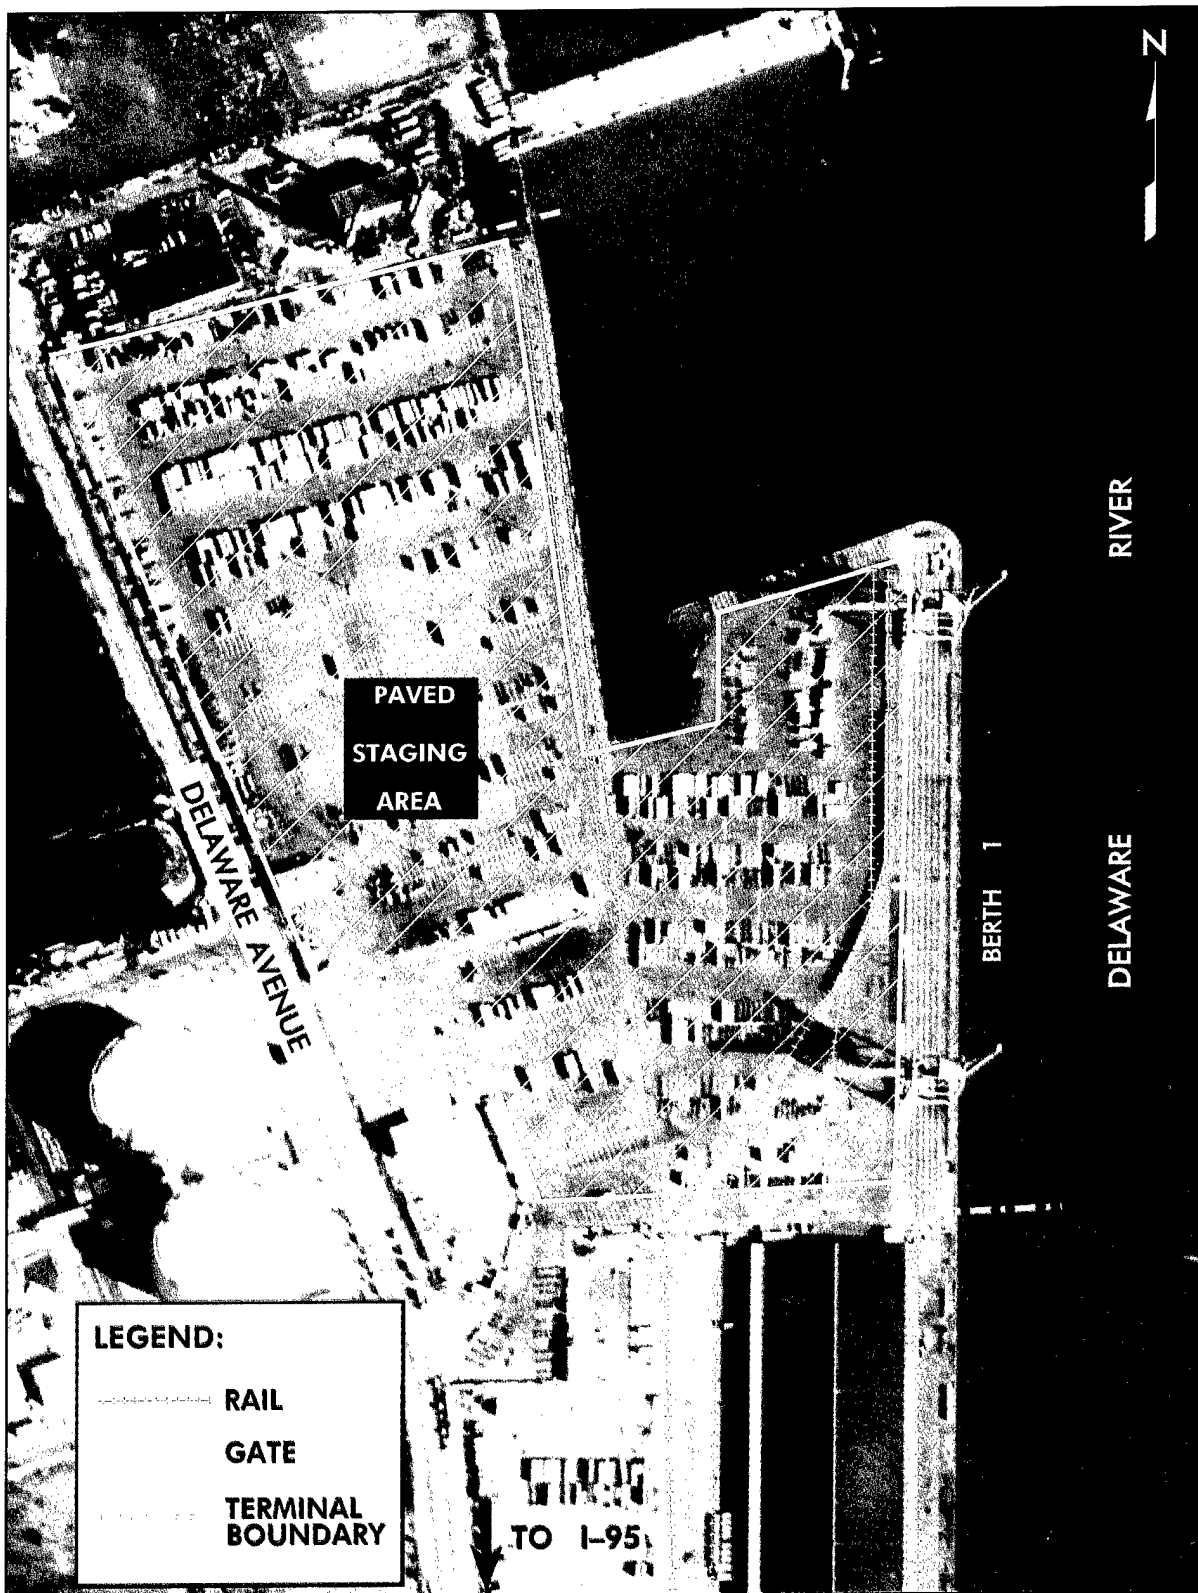 N
RIVER
PAVED
STAGING
AREA
DELAWARE AVENUE
BERTH 1
DELAWARE
LEGEND:
RAIL
GATE
TERMINAL
BOUNDARY
TO I-95